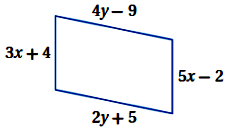 4y – 9
3x + 4
5x – 2
2y + 5